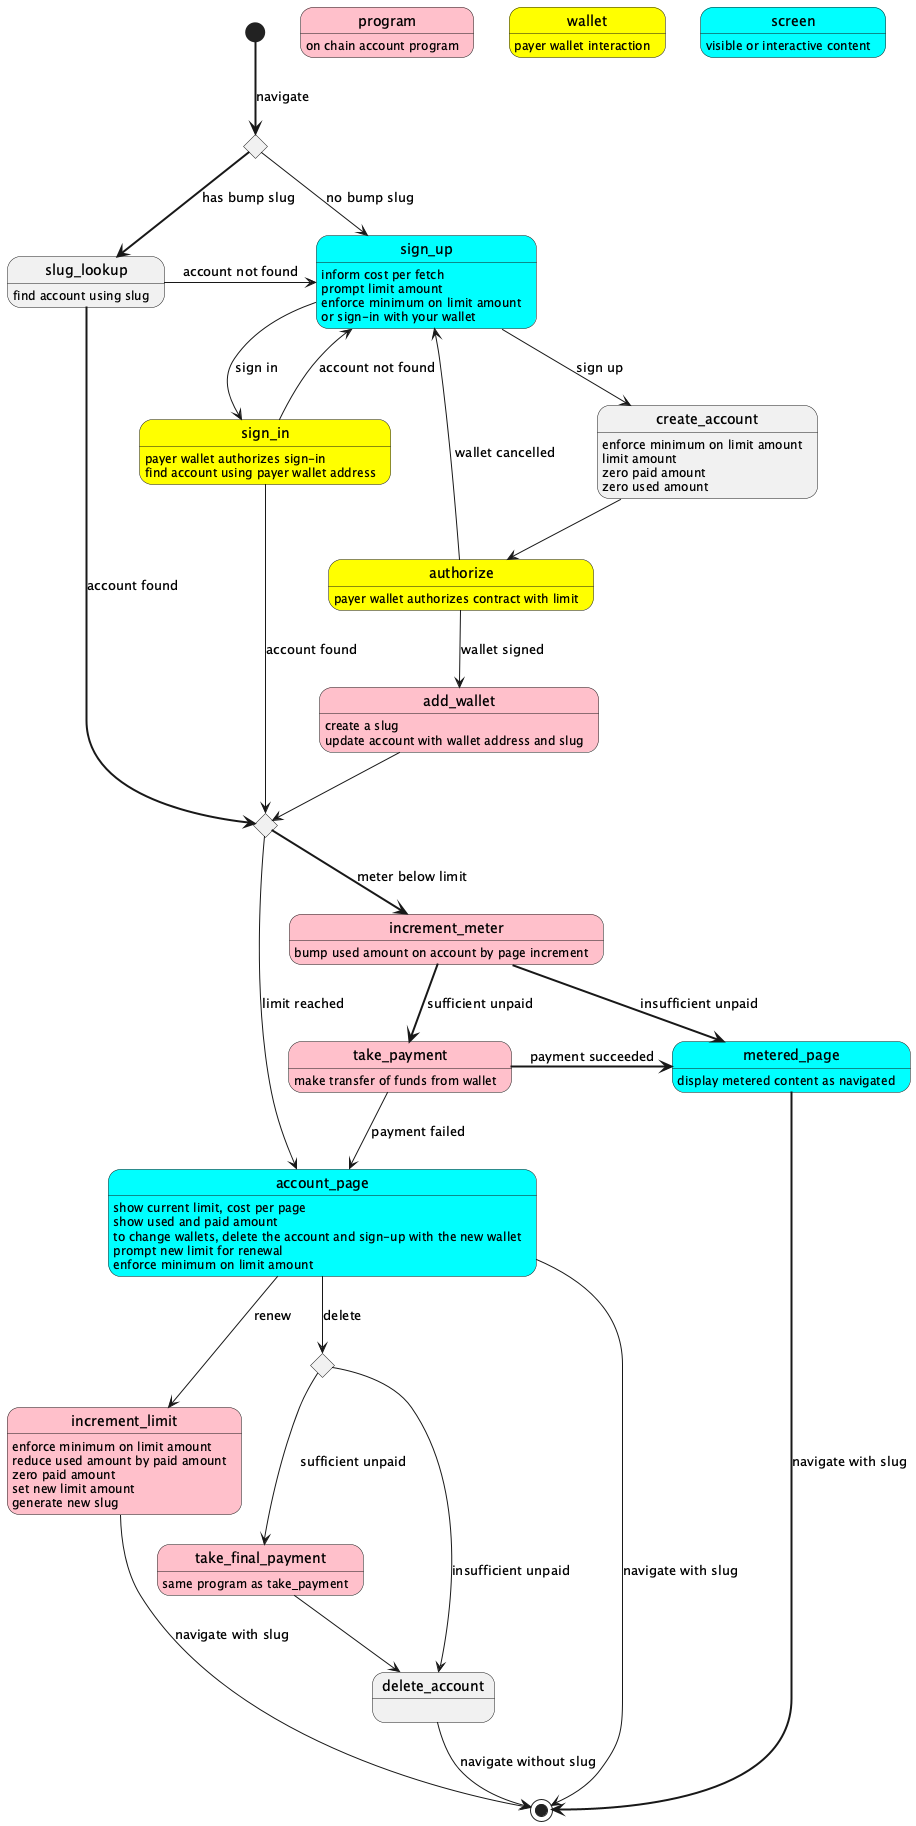 program
on chain account program
wallet
payer wallet interaction
screen
visible or interactive content
navigate
has bump slug
no bump slug
slug_lookup
find account using slug
account not found
sign_up
inform cost per fetch
prompt limit amount
enforce minimum on limit amount
or sign-in with your wallet
sign in
account not found
sign up
sign_in
payer wallet authorizes sign-in
find account using payer wallet address
create_account
enforce minimum on limit amount
limit amount
zero paid amount
zero used amount
wallet cancelled
authorize
payer wallet authorizes contract with limit
account found
account found
wallet signed
add_wallet
create a slug
update account with wallet address and slug
meter below limit
increment_meter
bump used amount on account by page increment
limit reached
sufficient unpaid
insufficient unpaid
take_payment
make transfer of funds from wallet
payment succeeded
metered_page
display metered content as navigated
payment failed
account_page
show current limit, cost per page
show used and paid amount
to change wallets, delete the account and sign-up with the new wallet
prompt new limit for renewal
enforce minimum on limit amount
renew
delete
increment_limit
enforce minimum on limit amount
reduce used amount by paid amount
zero paid amount
set new limit amount
generate new slug
sufficient unpaid
navigate with slug
take_final_payment
same program as take_payment
insufficient unpaid
navigate with slug
navigate with slug
delete_account
navigate without slug